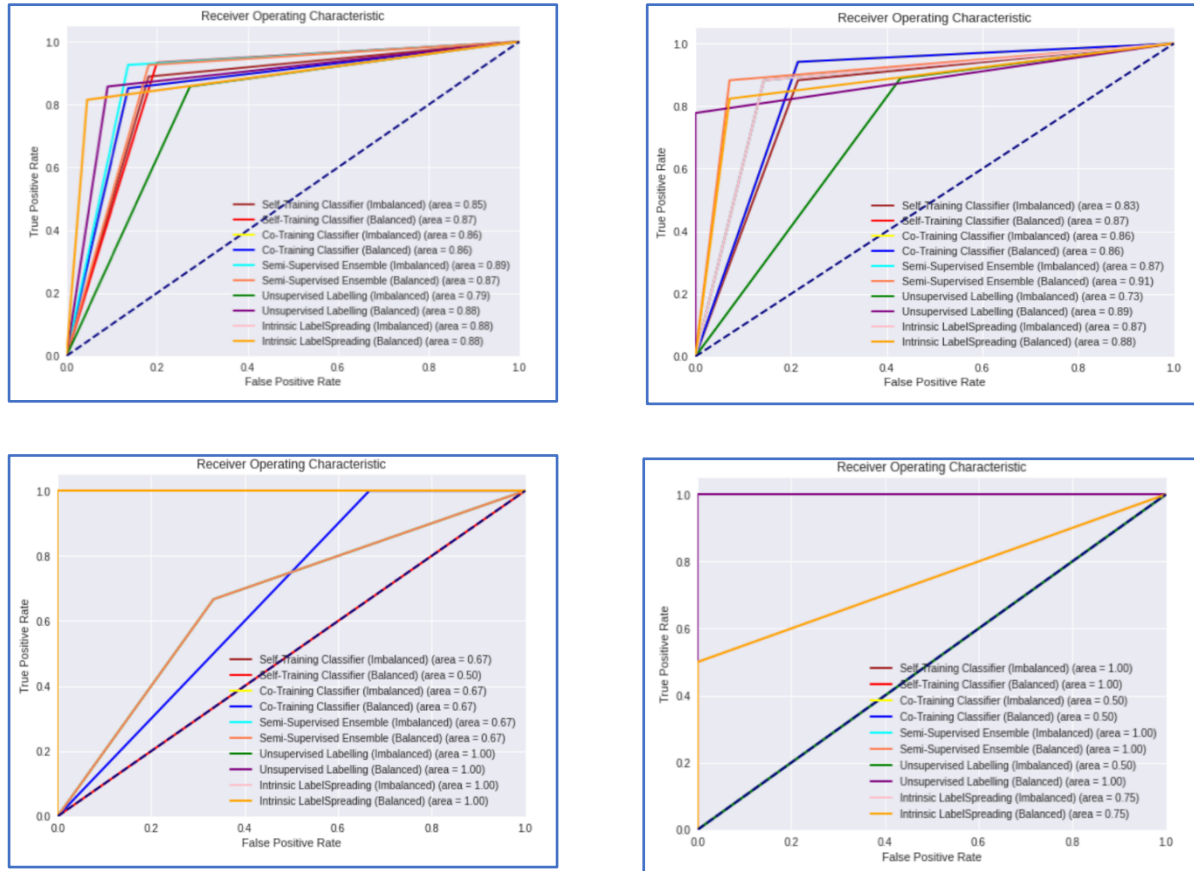 Receiver Operating Characteristic
True Positive Rate
1.0
0.8
0.6
0.4
0.2
0.0
Self-Training Classifier (Imbalanced) (area = 0.85)
Self-Training Classifier (Balanced) (area = 0.87)
Co-Training Classifier (Imbalanced) (area = 0.86)
Co-Training Classifier (Balanced) (area = 0.86)
Semi-Supervised Ensemble (Imbalanced) (area = 0.89)
Semi-Supervised Ensemble (Balanced) (area = 0.87)
Unsupervised Labelling (Imbalanced) (area = 0.79)
Unsupervised Labelling (Balanced) (area = 0.88)
Intrinsic LabelSpreading (Imbalanced) (area = 0.88)
Intrinsic LabelSpreading (Balanced) (area = 0.88)
0.0 0.2 0.4 0.6 0.8 1.0
False Positive Rate
Receiver Operating Characteristic
True Positive Rate
1.0
0.8
0.6
0.4
0.2
0.0
Self-Training Classifier (Imbalanced) (area = 0.83)
Self-Training Classifier (Balanced) (area = 0.87)
Co-Training Classifier (Imbalanced) (area = 0.86)
Co-Training Classifier (Balanced) (area = 0.86)
Semi-Supervised Ensemble (Imbalanced) (area = 0.87)
Semi-Supervised Ensemble (Balanced) (area = 0.91)
Unsupervised Labelling (Imbalanced) (area = 0.73)
Unsupervised Labelling (Balanced) (area = 0.89)
Intrinsic LabelSpreading (Imbalanced) (area = 0.87)
Intrinsic LabelSpreading (Balanced) (area = 0.88)
0.0 0.2 0.4 0.6 0.8 1.0
False Positive Rate
Receiver Operating Characteristic
True Positive Rate
1.0
0.8
0.6
0.4
0.2
0.0
Self-Training Classifier (Imbalanced) (area = 0.67)
Self-Training Classifier (Balanced) (area = 0.50)
Co-Training Classifier (Imbalanced) (area = 0.67)
Co-Training Classifier (Balanced) (area = 0.67)
Semi-Supervised Ensemble (Imbalanced) (area = 0.67)
Semi-Supervised Ensemble (Balanced) (area = 0.67)
Unsupervised Labelling (Imbalanced) (area = 1.00)
Unsupervised Labelling (Balanced) (area = 1.00)
Intrinsic LabelSpreading (Imbalanced) (area = 1.00)
Intrinsic LabelSpreading (Balanced) (area = 1.00)
0.0 0.2 0.4 0.6 0.8 1.0
False Positive Rate
Receiver Operating Characteristic
True Positive Rate
1.0
0.8
0.6
0.4
0.2
0.0
Self-Training Classifier (Imbalanced) (area = 1.00)
Self-Training Classifier (Balanced) (area = 1.00)
Co-Training Classifier (Imbalanced) (area = 0.50)
Co-Training Classifier (Balanced) (area = 0.50)
Semi-Supervised Ensemble (Imbalanced) (area = 1.00)
Semi-Supervised Ensemble (Balanced) (area = 1.00)
Unsupervised Labelling (Imbalanced) (area = 0.50)
Unsupervised Labelling (Balanced) (area = 1.00)
Intrinsic LabelSpreading (Imbalanced) (area = 0.75)
Intrinsic LabelSpreading (Balanced) (area = 0.75)
0.0 0.2 0.4 0.6 0.8 1.0
False Positive Rate